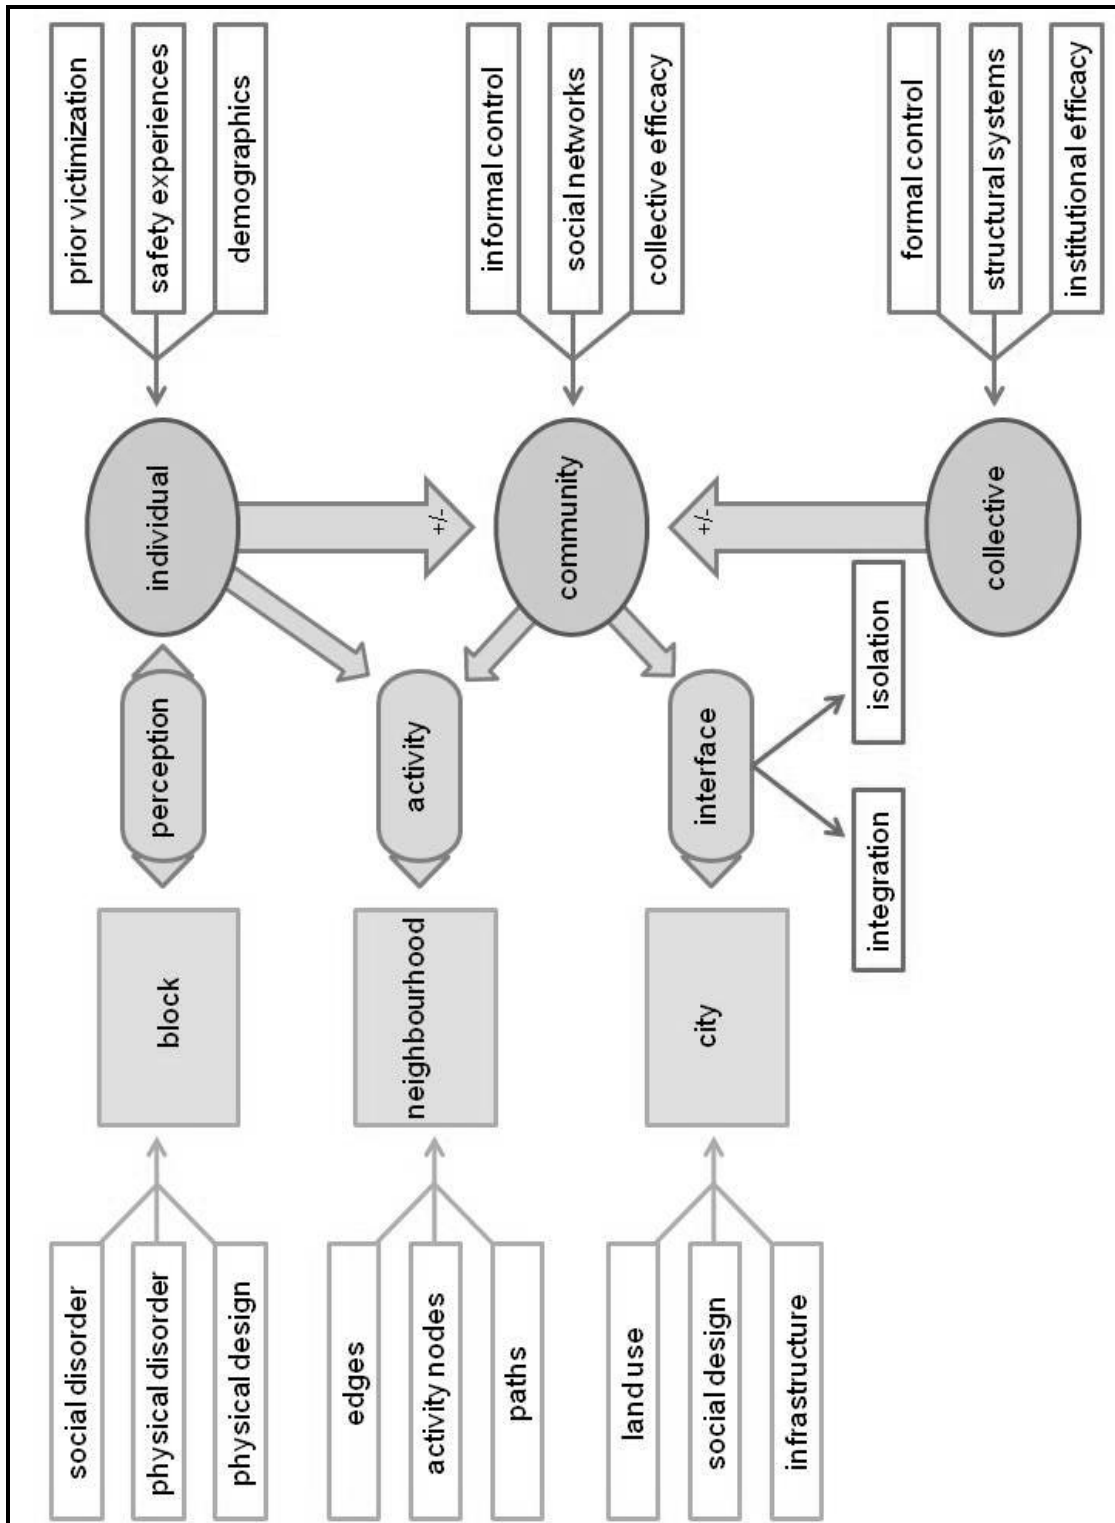 social disorder
physical disorder
physical design
block
perception
individual
prior victimization
safety experiences
demographics
edges
activity nodes
paths
neighbourhood
activity
+/-
community
informal control
social networks
collective efficacy
land use
social design
infrastructure
city
interface
+/-
integration
isolation
collective
formal control
structural systems
institutional efficacy